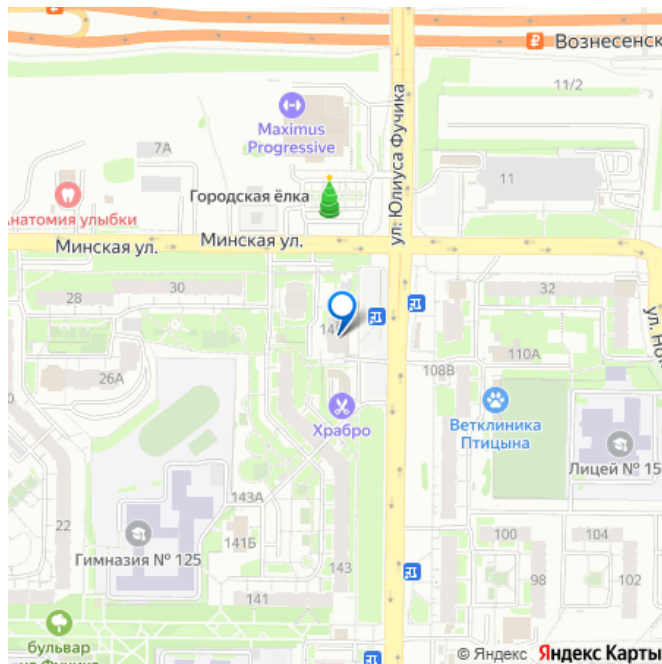 Вознесенск
11/2
Maximus
Progressive
7А
11
Городская ёлка
Анатомия улыбки
ул. Юлиуса Фучика
Минская ул.
Минская ул.
28
30
32
14
110А
108В
26А
Храбро
Ветклиника
Птицына
Лицей № 15
143А
22
141Б
Гимназия № 125
143
100
104
98
102
141
бульвар
© Яндекс Яндекс Карты